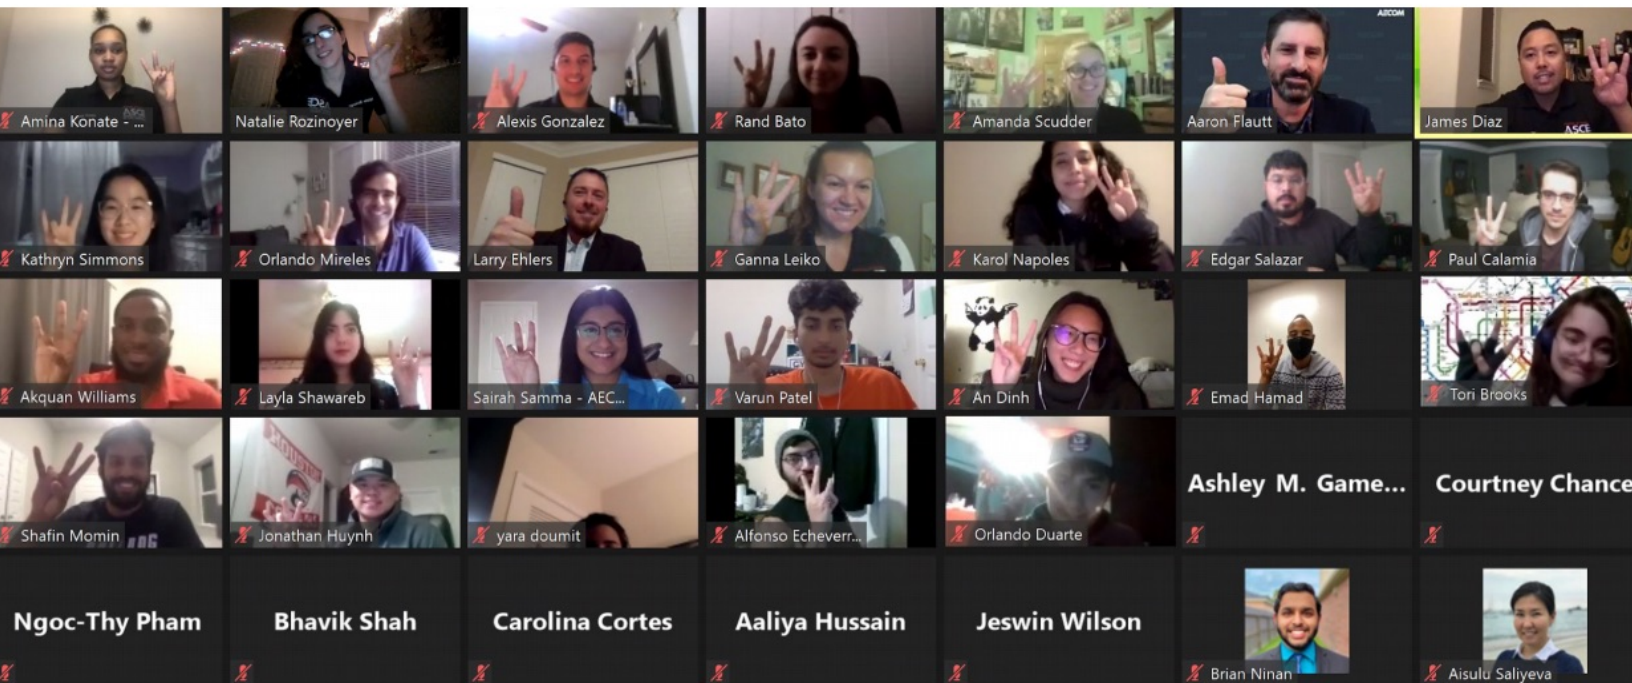 AECOM
Amina Konate - ...
Natalie Rozinoyer
ASCE
Alexis Gonzalez
Rand Bato
Amanda Scudder
Aaron Flautt
James Diaz
ASCE
Kathryn Simmons
Orlando Mireles
Larry Ehlers
Ganna Leiko
Karol Napoles
Edgar Salazar
Paul Calamia
Akquan Williams
Layla Shawareb
Sairah Samma - AEC...
Varun Patel
An Dinh
Emad Hamad
Tori Brooks
Shafin Momin
Jonathan Huynh
yara doumit
Alfonso Echeverr...
Orlando Duarte
Ashley M. Game...
Courtney Chance
Ngoc-Thy Pham
Bhavik Shah
Carolina Cortes
Aaliya Hussain
Jeswin Wilson
Brian Ninan
Aisulu Saliyeva